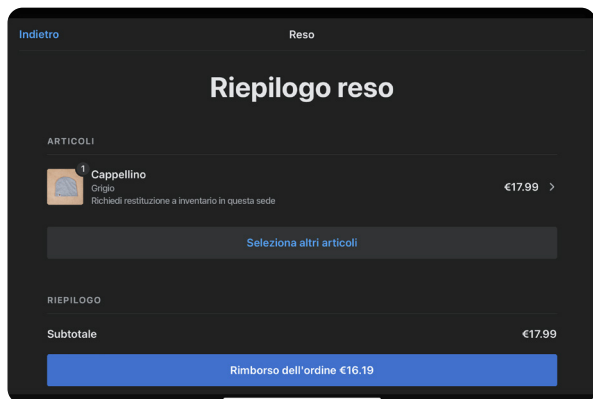 Indietro
Reso
Riepilogo reso
ARTICOLI
1
Cappellino
Grigio
€17.99
Richiedi restituzione a inventario in questa sede
Seleziona altri articoli
RIEPILOGO
Subtotale
€17.99
Rimborso dell'ordine €16.19